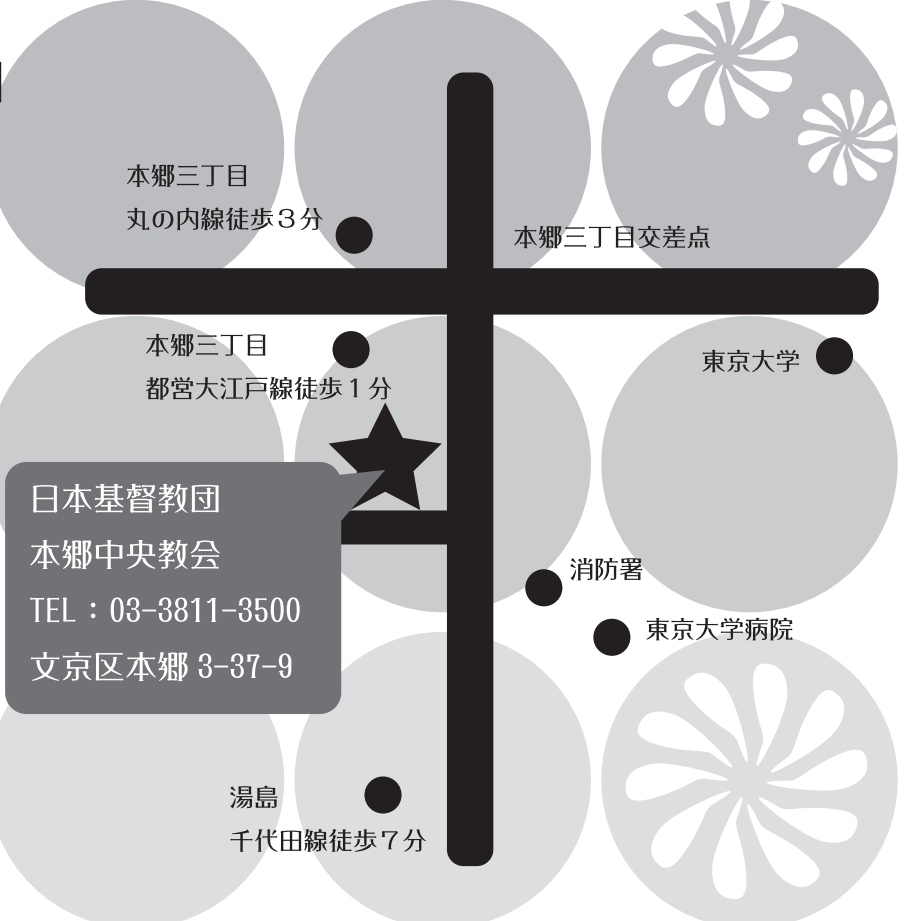 本郷三丁目
丸の内線徒歩３分
本郷三丁目交差点
本郷三丁目
都営大江戸線徒歩１分
東京大学
日本基督教団
本郷中央教会
TEL：03-3811-3500
文京区本郷 3-37-9
消防署
東京大学病院
湯島
千代田線徒歩７分